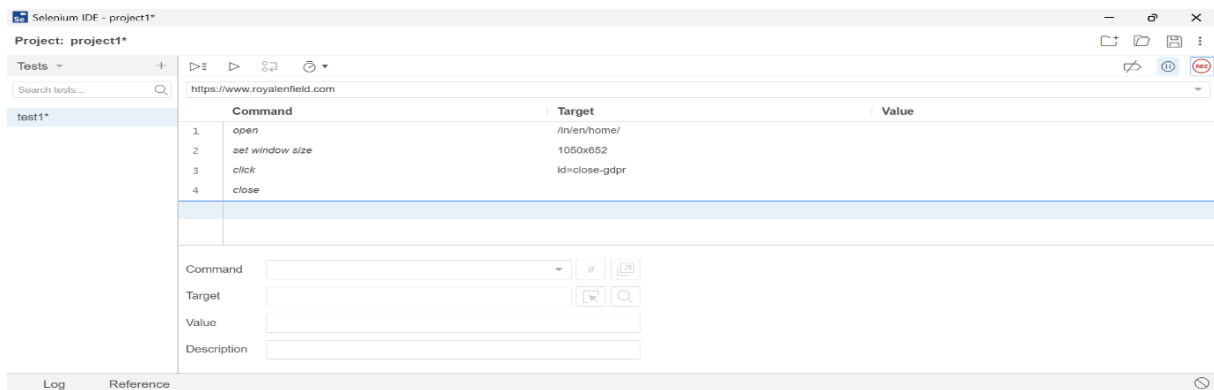 Se Selenium IDE - project1*
Project: project1*
Tests
REC
Search tests...
https://www.royalenfield.com
test1*
Command Target Value
1 open /in/en/home/
2 set window size 1050x652
3 click id=close-gdpr
4 close
Command //
Target
Value
Description
Log Reference